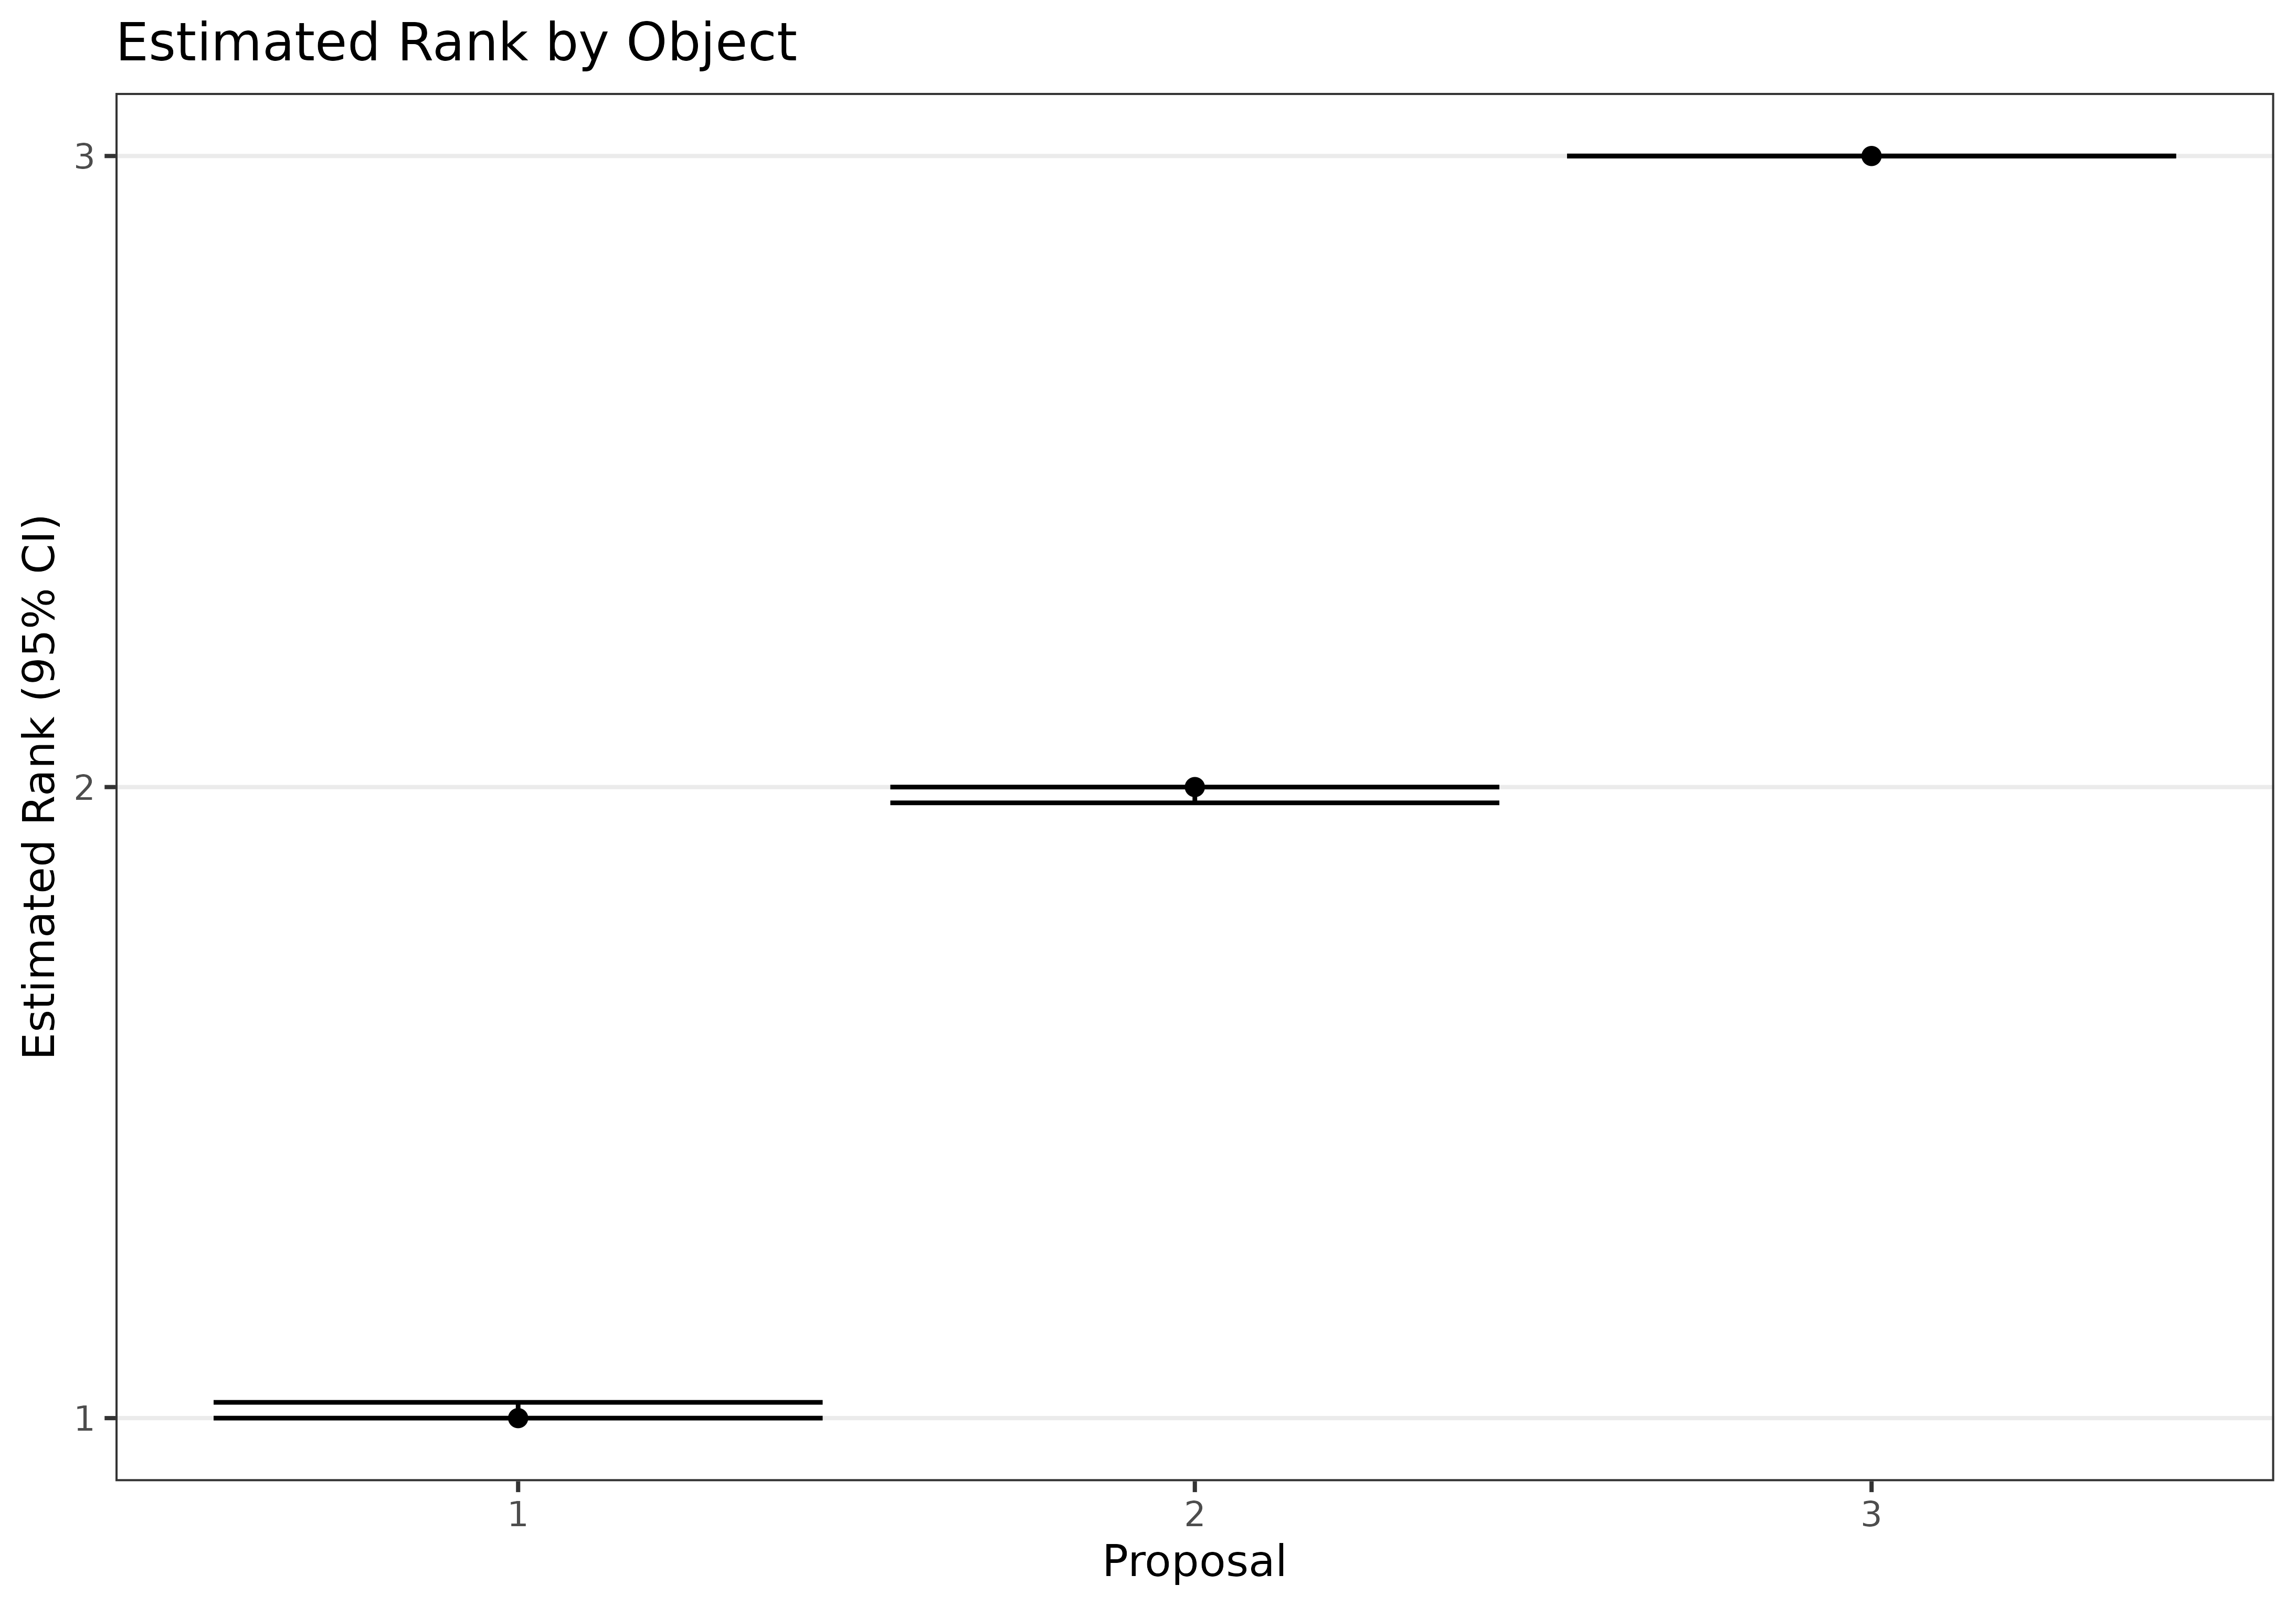 Estimated Rank by Object
Estimated Rank (95% CI)
3
2
1
1 2 3
Proposal